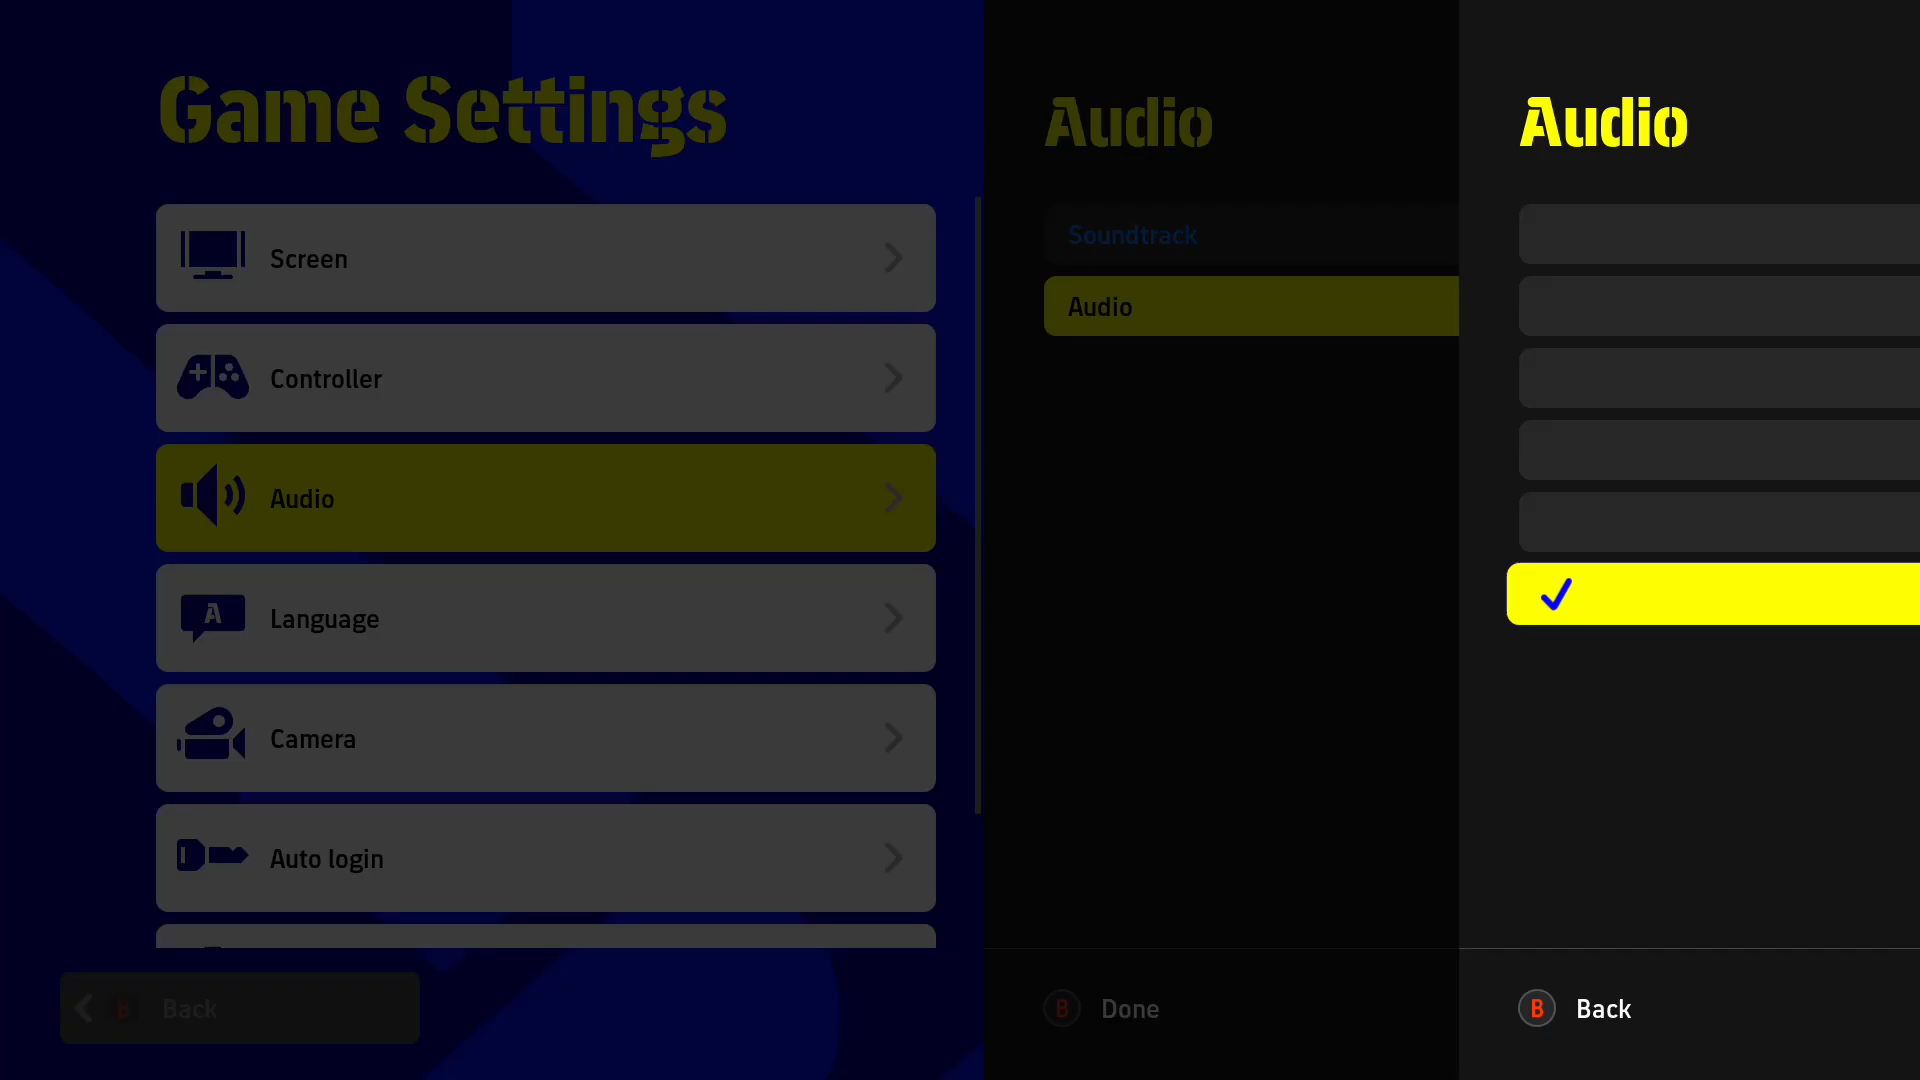 Game Settings
Screen
Controller
Audio
Language
A
Camera
Auto login
B Back
Audio
Soundtrack
Audio
B Done
Audio
B Back